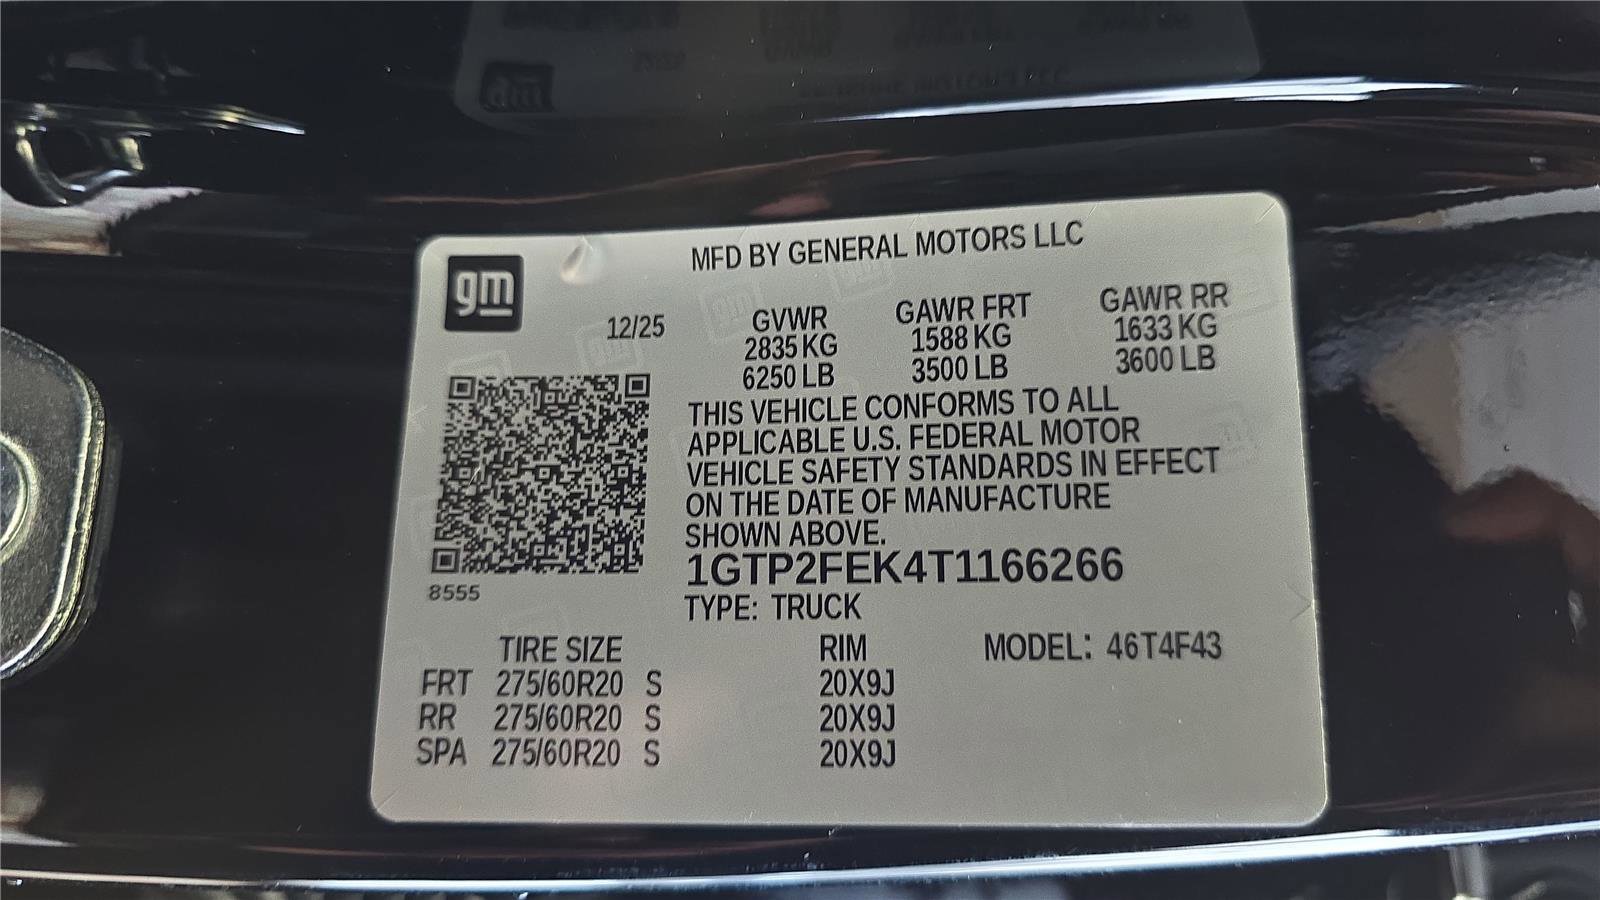 MFD BY GENERAL MOTORS LLC
gm
12/25
GVWR GAWR FRT GAWR RR
2835 KG 1588 KG 1633 KG
6250 LB 3500 LB 3600 LB
THIS VEHICLE CONFORMS TO ALL
APPLICABLE U.S. FEDERAL MOTOR
VEHICLE SAFETY STANDARDS IN EFFECT
ON THE DATE OF MANUFACTURE
SHOWN ABOVE.
1GTP2FEK4T1166266
8555
TYPE: TRUCK
TIRE SIZE RIM MODEL: 46T4F43
FRT 275/60R20 S 20X9J
RR 275/60R20 S 20X9J
SPA 275/60R20 S 20X9J